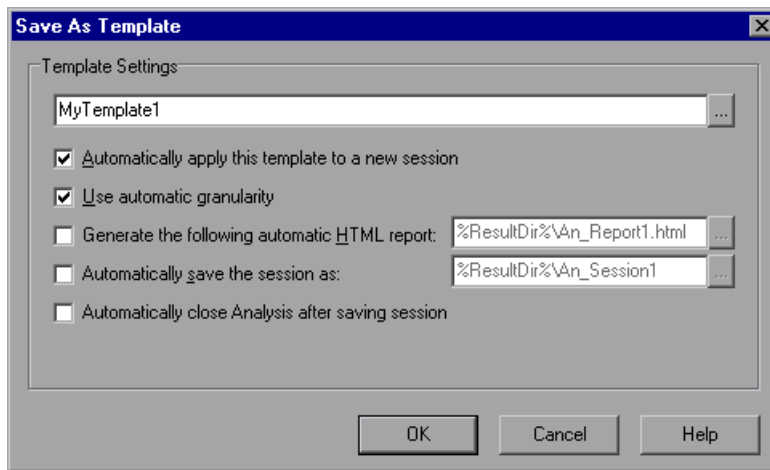 Save As Template
Template Settings
MyTemplate1
...
Automatically apply this template to a new session
Use automatic granularity
Generate the following automatic HTML report: %ResultDir%\An_Report1.html ...
Automatically save the session as: %ResultDir%\An_Session1 ...
Automatically close Analysis after saving session
OK Cancel Help